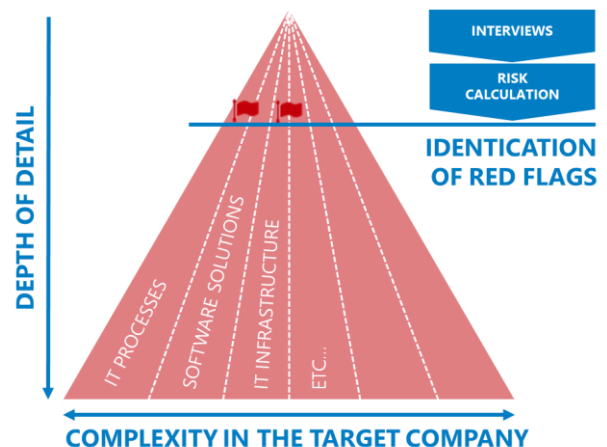 INTERVIEWS
RISK
CALCULATION
IDENTICATION
OF RED FLAGS
DEPTH OF DETAIL
IT PROCESSES
SOFTWARE SOLUTIONS
IT INFRASTRUCTURE
ETC...
COMPLEXITY IN THE TARGET COMPANY